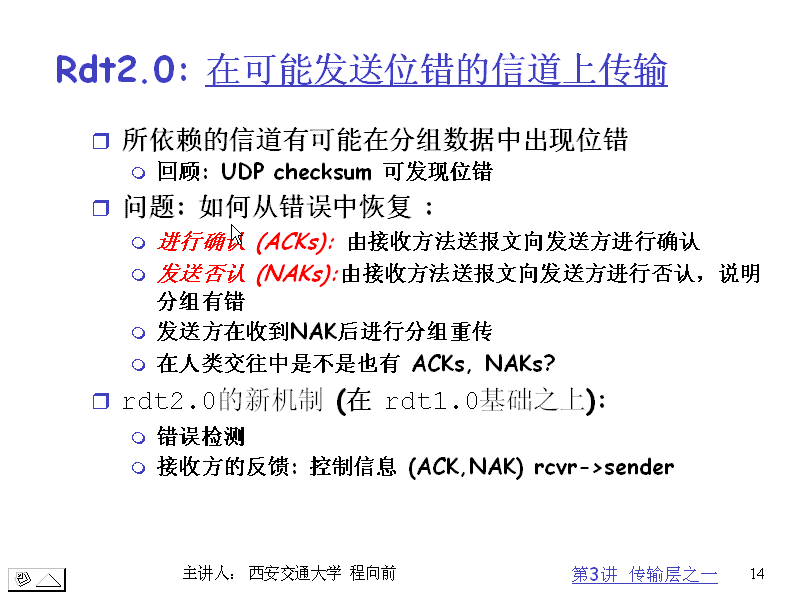 Rdt2.0: 在可能发送位错的信道上传输
所依赖的信道有可能在分组数据中出现位错
回顾: UDP checksum 可发现位错
问题: 如何从错误中恢复 :
进行确认 (ACKs): 由接收方法送报文向发送方进行确认
发送否认 (NAKs):由接收方法送报文向发送方进行否认，说明
分组有错
发送方在收到NAK后进行分组重传
在人类交往中是不是也有 ACKs, NAKs?
rdt2.0的新机制 (在 rdt1.0基础之上):
错误检测
接收方的反馈: 控制信息 (ACK,NAK) rcvr->sender
主讲人: 西安交通大学 程向前
第3讲 传输层之一
14